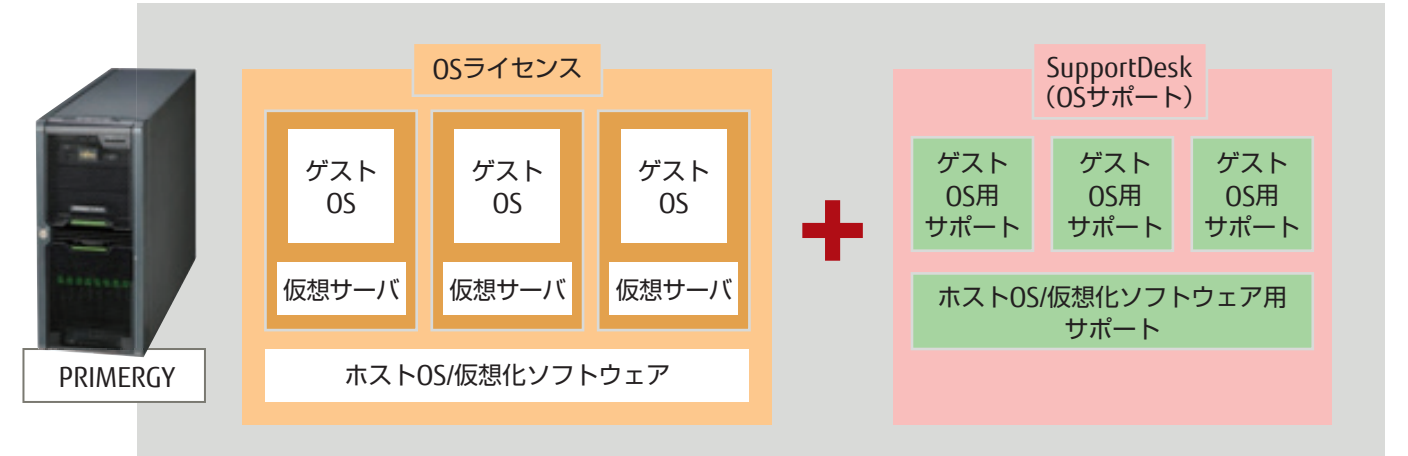 OSライセンス
ゲスト
OS
仮想サーバ
ゲスト
OS
仮想サーバ
ゲスト
OS
仮想サーバ
ホストOS/仮想化ソフトウェア
PRIMERGY
SupportDesk
（OSサポート）
ゲスト
OS用
サポート
ゲスト
OS用
サポート
ゲスト
OS用
サポート
ホストOS/仮想化ソフトウェア用
サポート